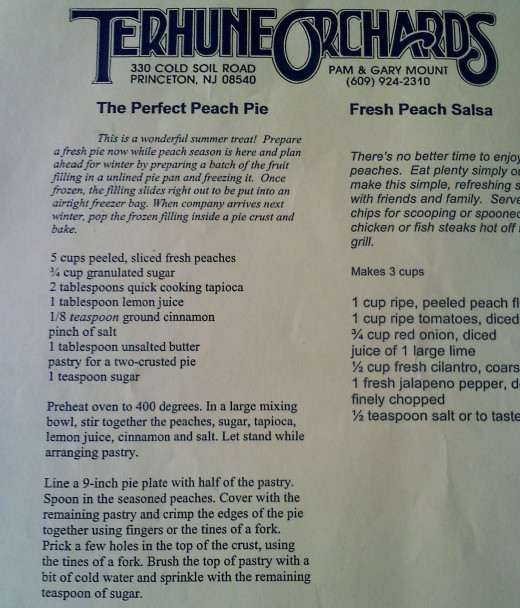 TERHUNE ORCHARDS
330 COLD SOIL ROAD
PRINCETON, NJ 08540
PAM & GARY MOUNT
(609) 924-2310
The Perfect Peach Pie
This is a wonderful summer treat! Prepare
a fresh pie now while peach season is here and plan
ahead for winter by preparing a batch of the fruit
filling in a unlined pie pan and freezing it. Once
frozen, the filling slides right out to be put into an
airtight freezer bag. When company arrives next
winter, pop the frozen filling inside a pie crust and
bake.
5 cups peeled, sliced fresh peaches
¾ cup granulated sugar
2 tablespoons quick cooking tapioca
1 tablespoon lemon juice
1/8 teaspoon ground cinnamon
pinch of salt
1 tablespoon unsalted butter
pastry for a two-crusted pie
1 teaspoon sugar
Preheat oven to 400 degrees. In a large mixing
bowl, stir together the peaches, sugar, tapioca,
lemon juice, cinnamon and salt. Let stand while
arranging pastry.
Line a 9-inch pie plate with half of the pastry.
Spoon in the seasoned peaches. Cover with the
remaining pastry and crimp the edges of the pie
together using fingers or the tines of a fork.
Prick a few holes in the top of the crust, using
the tines of a fork. Brush the top of pastry with a
bit of cold water and sprinkle with the remaining
teaspoon of sugar.
Fresh Peach Salsa
There's no better time to enjoy
peaches. Eat plenty simply
make this simple, refreshing
with friends and family. Serve
chips for scooping or spooned
chicken or fish steaks hot off
grill.
Makes 3 cups
1 cup ripe, peeled peach
1 cup ripe tomatoes, diced
¾ cup red onion, diced
juice of 1 large lime
½ cup fresh cilantro,
1 fresh jalapeno pepper,
finely chopped
½ teaspoon salt or to taste